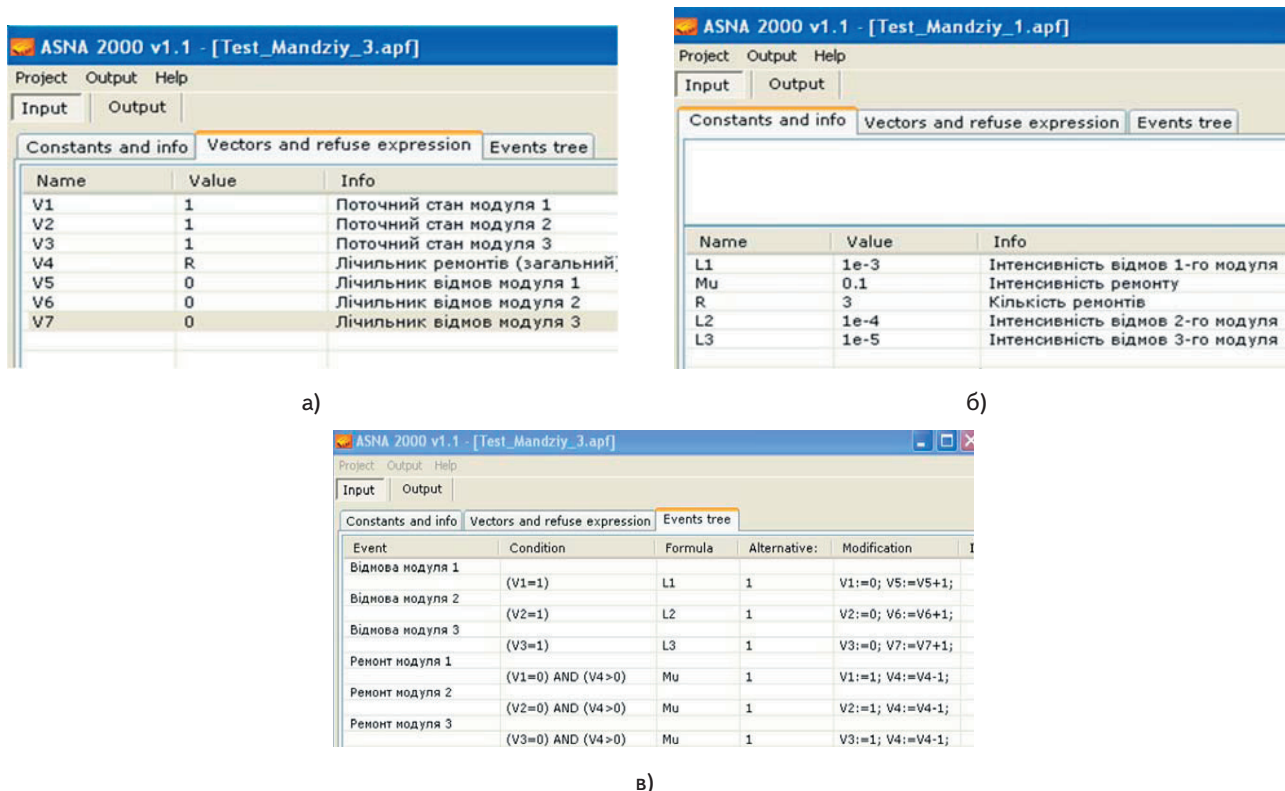 ASNA 2000 v1.1 - [Test_Mandziy_3.apf]
Project Output Help
Input Output
Constants and info Vectors and refuse expression Events tree
Name Value Info
V1 1 Поточний стан модуля 1
V2 1 Поточний стан модуля 2
V3 1 Поточний стан модуля 3
V4 R Лічильник ремонтів (загальний)
V5 0 Лічильник відмов модуля 1
V6 0 Лічильник відмов модуля 2
V7 0 Лічильник відмов модуля 3
а)
ASNA 2000 v1.1 - [Test_Mandziy_1.apf]
Project Output Help
Input Output
Constants and info Vectors and refuse expression Events tree
Name Value Info
L1 1e-3 Інтенсивність відмов 1-го модуля
Mu 0.1 Інтенсивність ремонту
R 3 Кількість ремонтів
L2 1e-4 Інтенсивність відмов 2-го модуля
L3 1e-5 Інтенсивність відмов 3-го модуля
б)
ASNA 2000 v1.1 - [Test_Mandziy_3.apf]
Project Output Help
Input Output
Constants and info Vectors and refuse expression Events tree
Event Condition Formula Alternative: Modification
Відмова модуля 1
(V1=1) L1 1 V1:=0; V5:=V5+1;
Відмова модуля 2
(V2=1) L2 1 V2:=0; V6:=V6+1;
Відмова модуля 3
(V3=1) L3 1 V3:=0; V7:=V7+1;
Ремонт модуля 1
(V1=0) AND (V4>0) Mu 1 V1:=1; V4:=V4-1;
Ремонт модуля 2
(V2=0) AND (V4>0) Mu 1 V2:=1; V4:=V4-1;
Ремонт модуля 3
(V3=0) AND (V4>0) Mu 1 V3:=1; V4:=V4-1;
в)